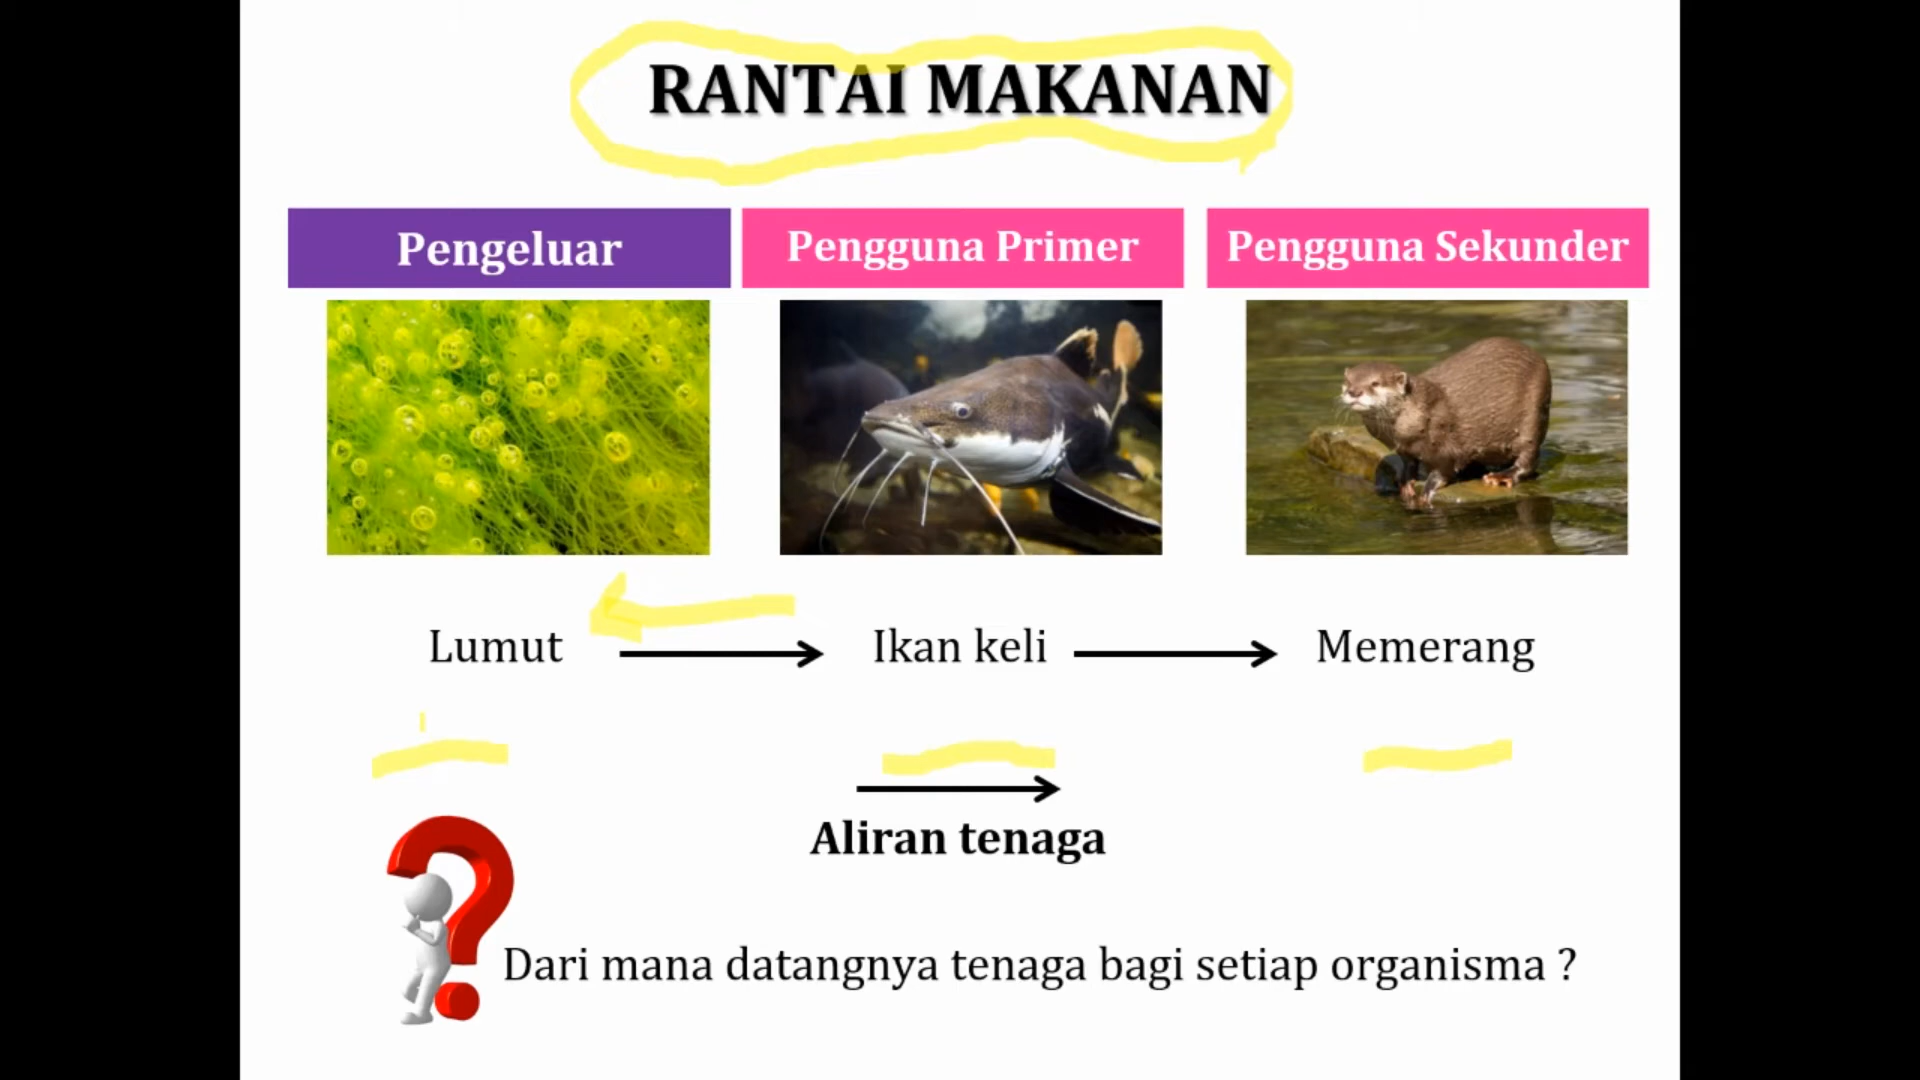 RANTAI MAKANAN
Pengeluar
Pengguna Primer
Pengguna Sekunder
Lumut
Ikan keli
Memerang
Aliran tenaga
Dari mana datangnya tenaga bagi setiap organisma ?